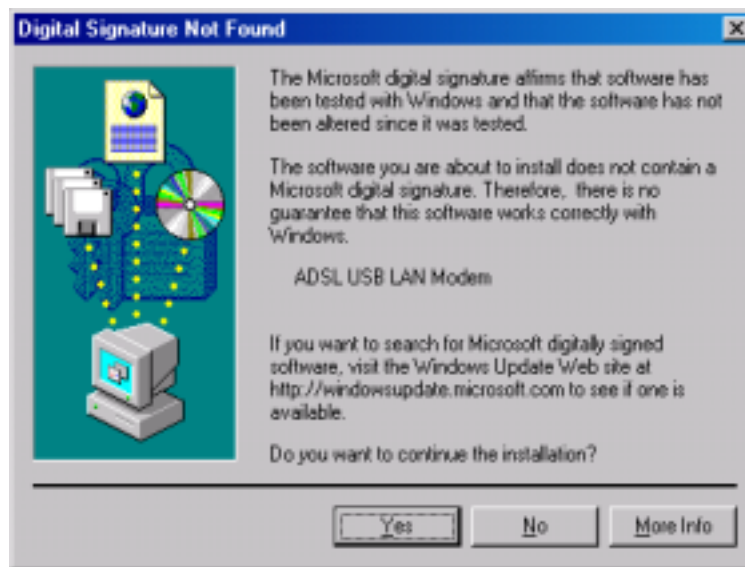 Digital Signature Not Found
The Microsoft digital signature affirms that software has
been tested with Windows and that the software has not
been altered since it was tested.
The software you are about to install does not contain a
Microsoft digital signature. Therefore, there is no
guarantee that this software works correctly with
Windows.
ADSL USB LAN Modem
If you want to search for Microsoft digitally signed
software, visit the Windows Update Web site at
http://windowsupdate.microsoft.com to see if one is
available.
Do you want to continue the installation?
Yes No More Info